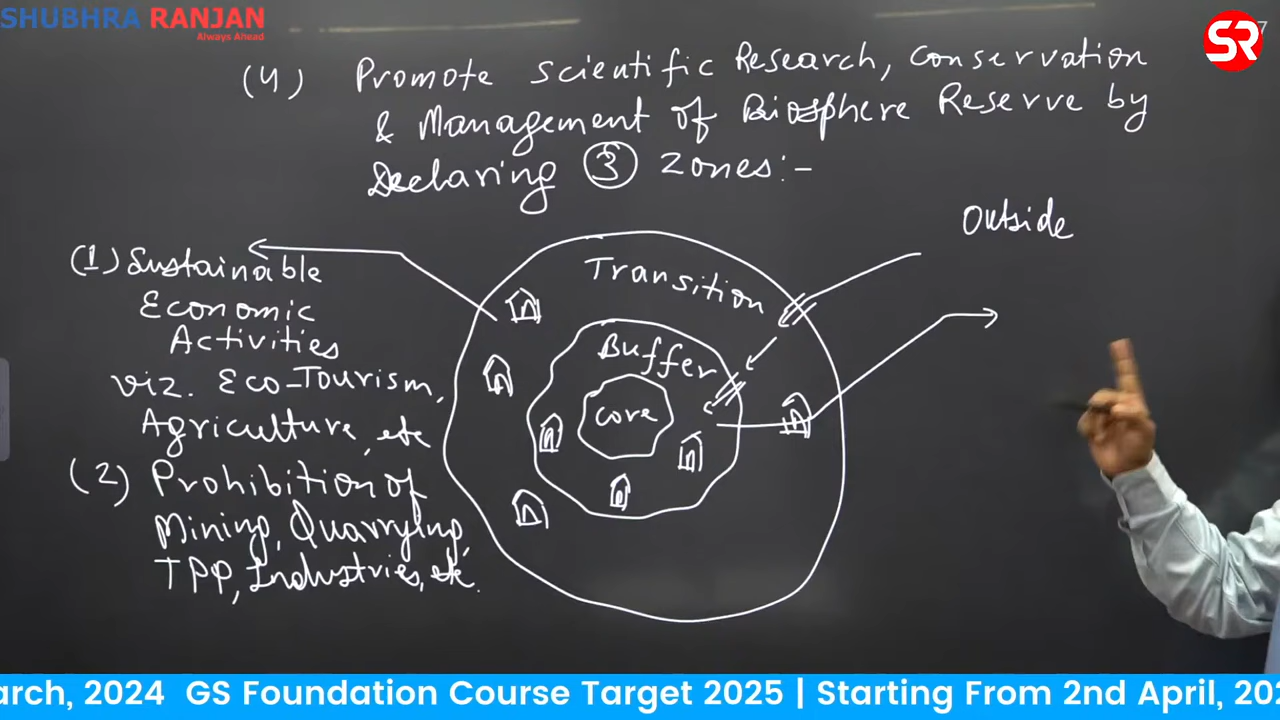 SHUBHRA RANJAN
Always Ahead
SR
7
(4) Promote Scientific Research, Conservation
& Management of Biosphere Reserve by
Declaring 3 Zones:-
Outside
Transition
Buffer
Core
(1) Sustainable
Economic
Activities
viz. Eco-Tourism,
Agriculture, etc
(2) Prohibition of
Mining, Quarrying,
TPP, Industries, etc.
arch, 2024 GS Foundation Course Target 2025 | Starting From 2nd April, 202